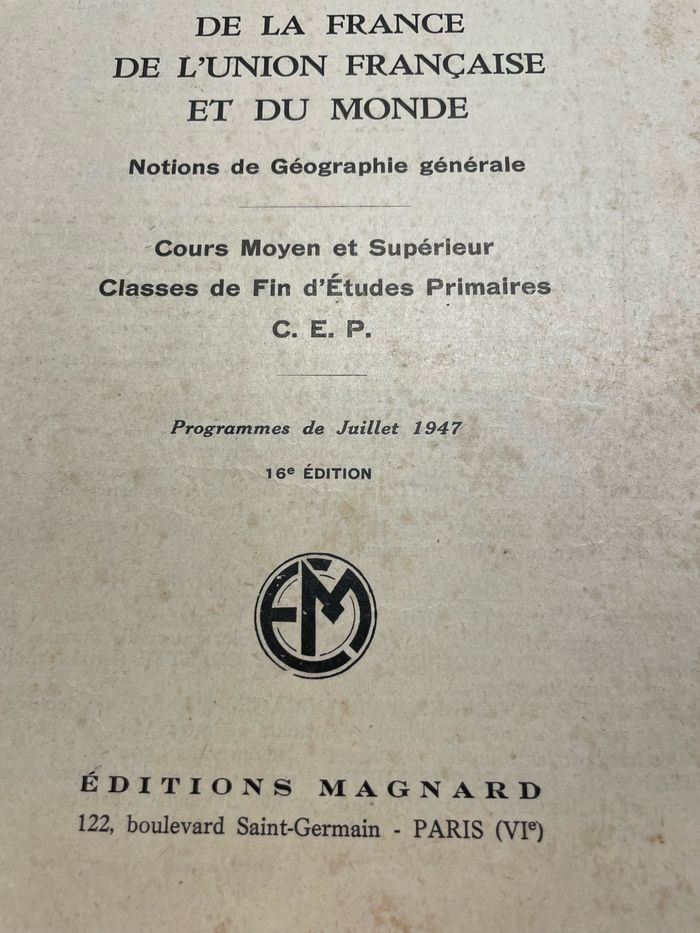 DE LA FRANCE
DE L'UNION FRANÇAISE
ET DU MONDE
Notions de Géographie générale
Cours Moyen et Supérieur
Classes de Fin d'Études Primaires
C. E. P.
Programmes de Juillet 1947
16e ÉDITION
EM
ÉDITIONS MAGNARD
122, boulevard Saint-Germain - PARIS (VIe)